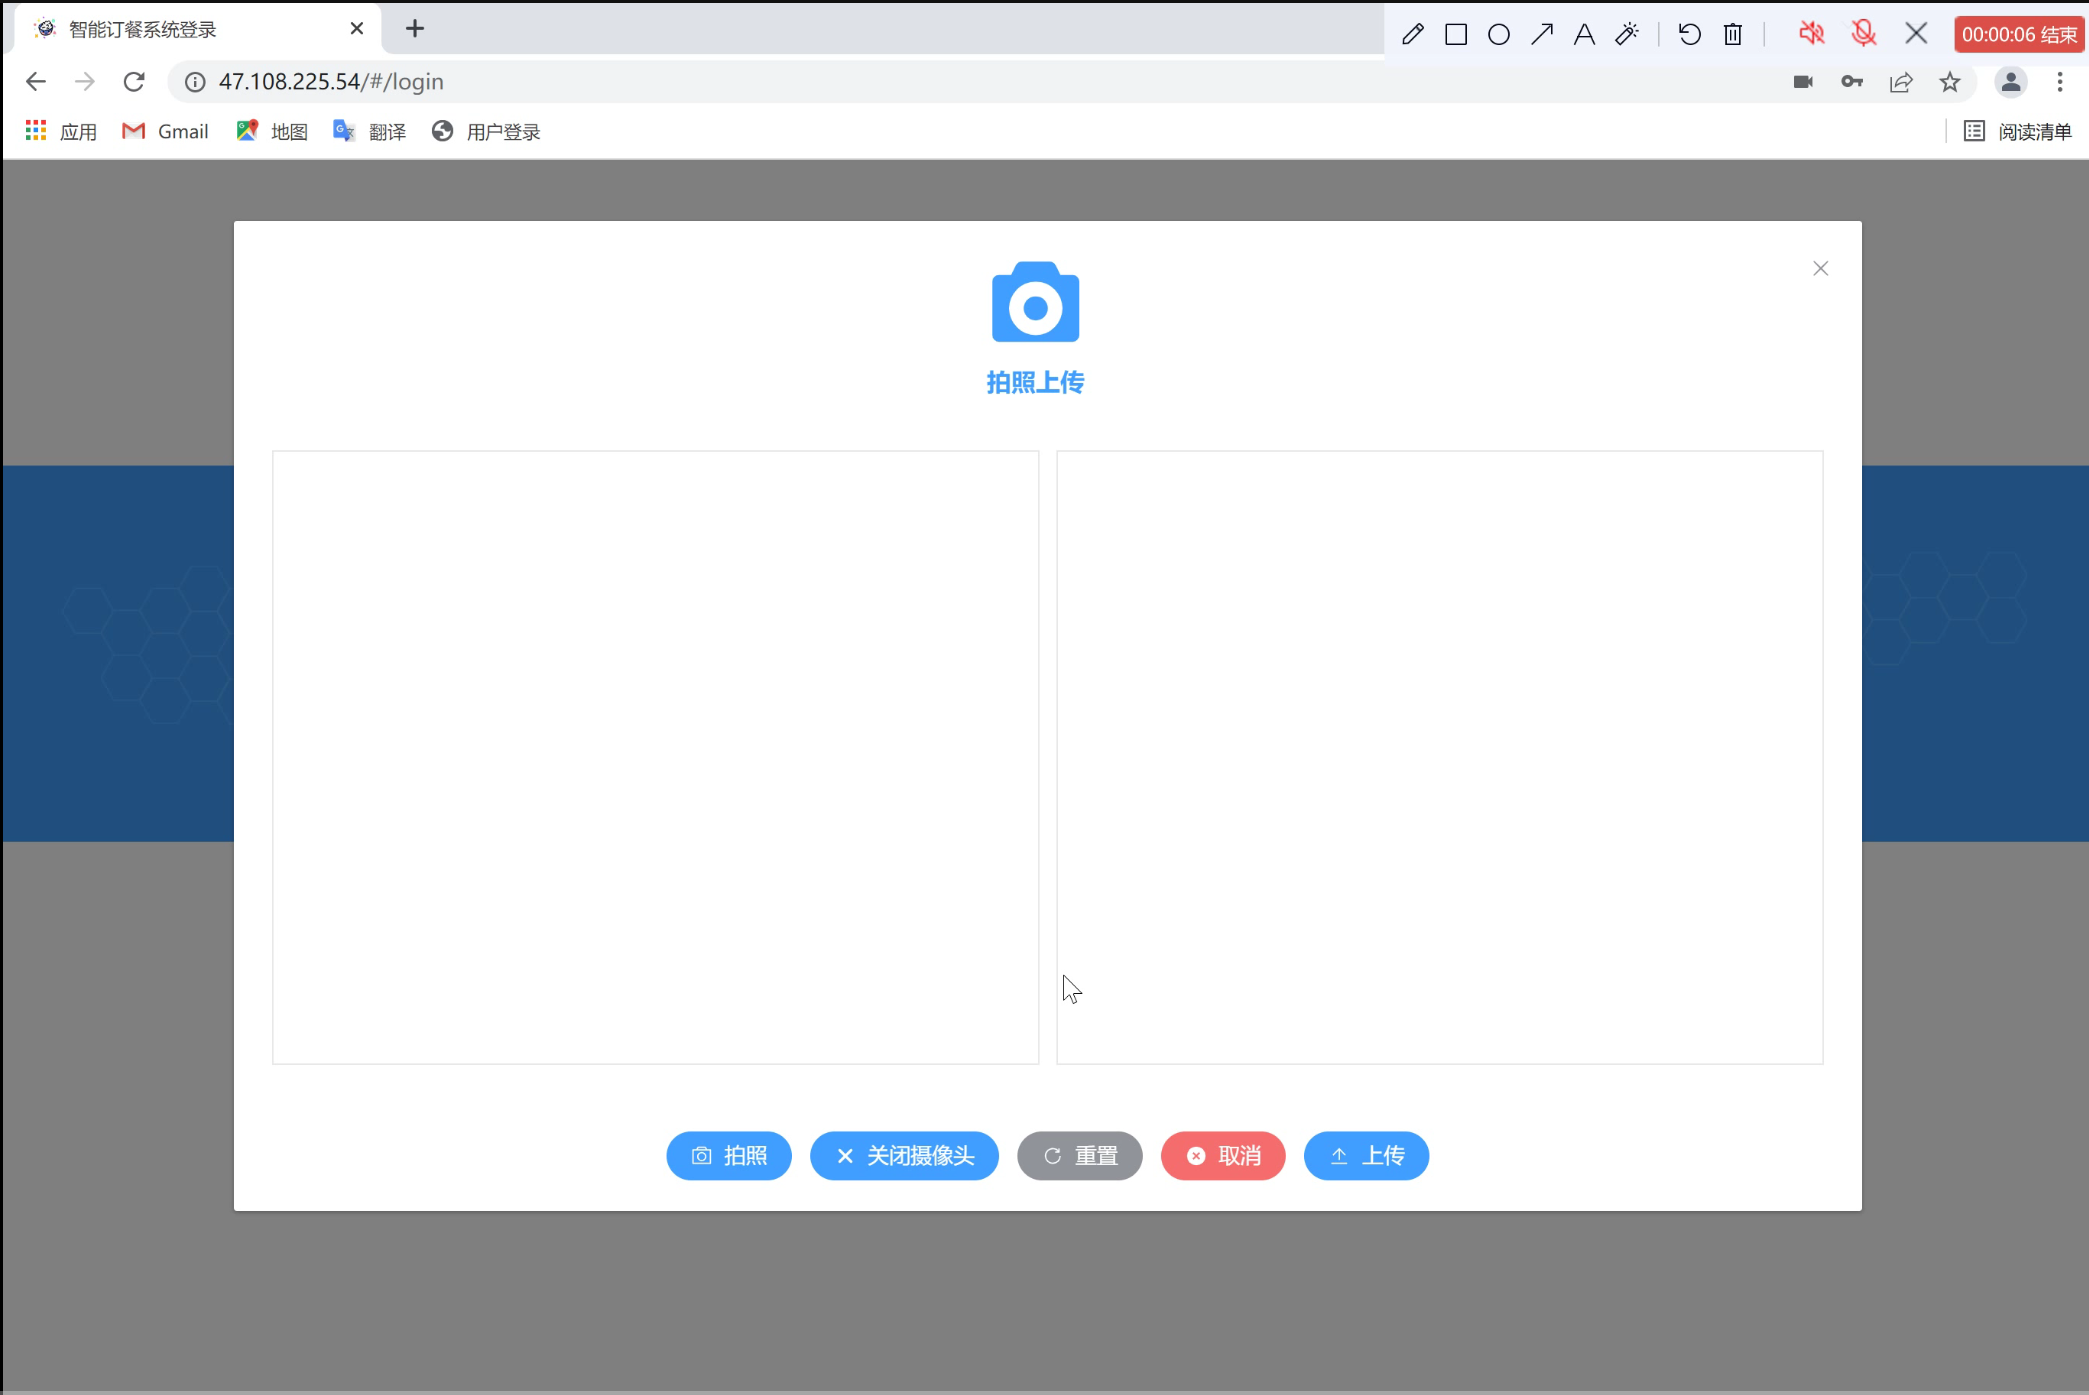 智能订餐系统登录
00:00:06 结束
47.108.225.54/#/login
应用 Gmail 地图 翻译 用户登录 阅读清单
拍照上传
拍照 关闭摄像头 重置 取消 上传